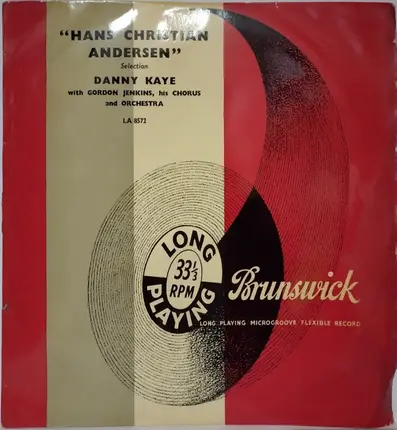 "HANS CHRISTIAN
ANDERSEN"
Selection
DANNY KAYE
with GORDON JENKINS, his CHORUS
and ORCHESTRA
LA 8572
LONG
33⅓
RPM
PLAYING
Brunswick
LONG PLAYING MICROGROOVE FLEXIBLE RECORD